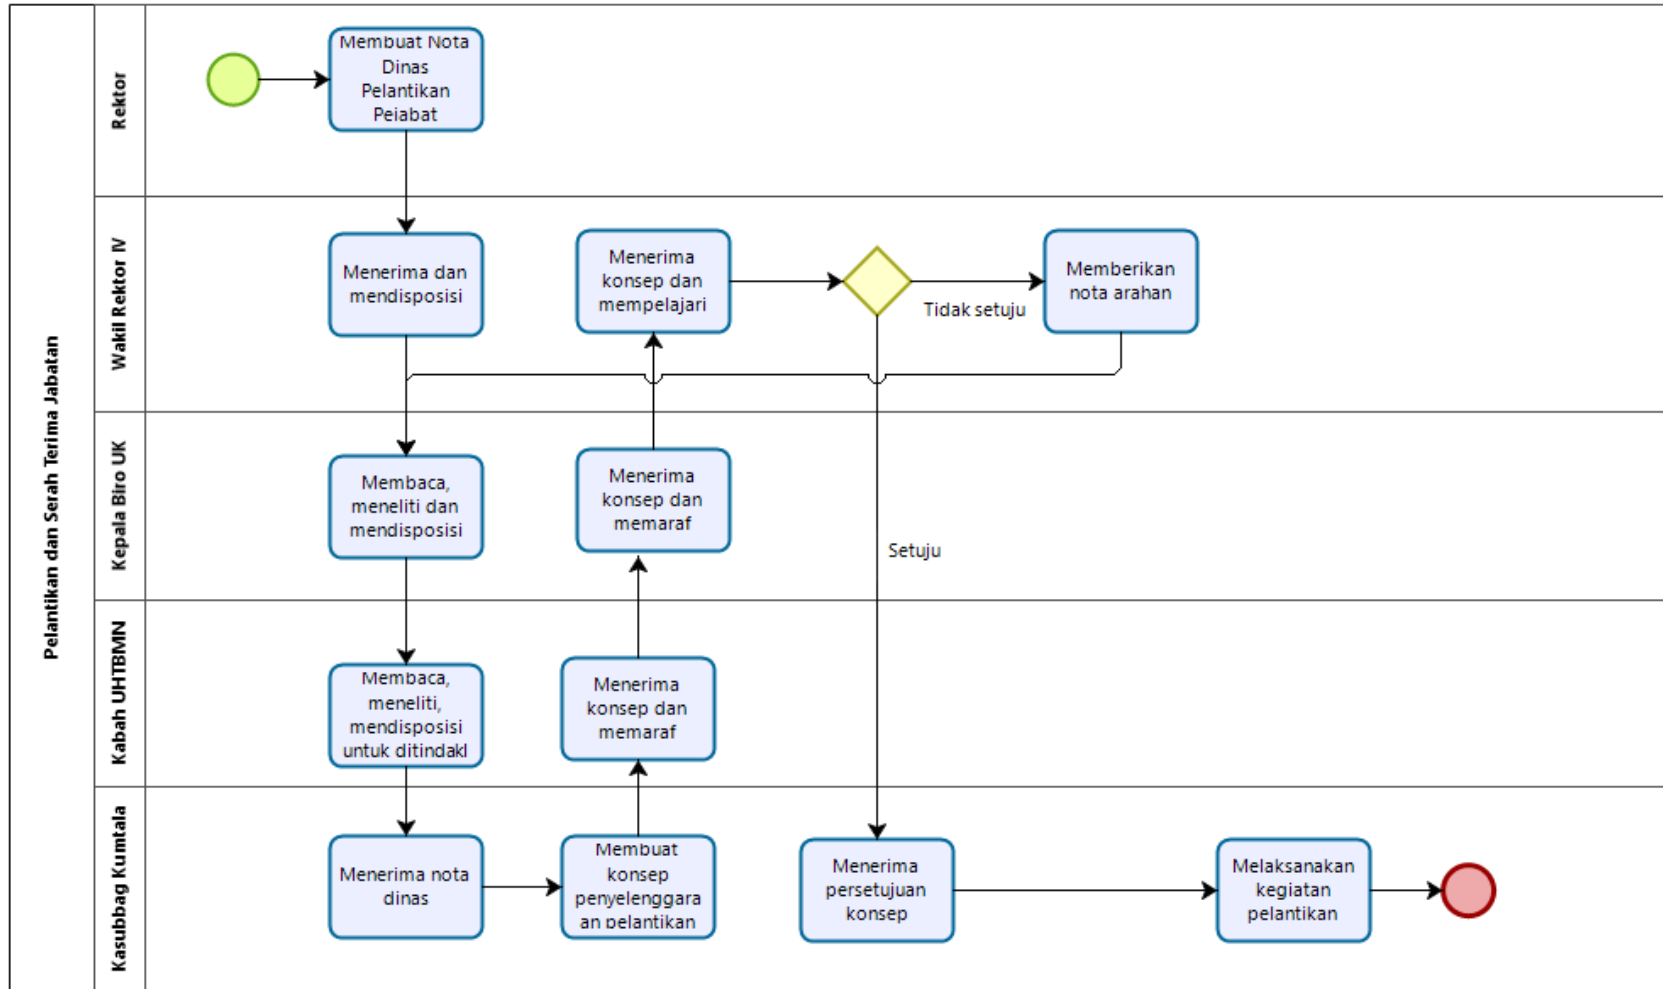 Pelantikan dan Serah Terima Jabatan
Rektor
Membuat Nota
Dinas
Pelantikan
Pejabat
Wakil Rektor IV
Menerima dan
mendisposisi
Menerima
konsep dan
mempelajari
Tidak setuju
Memberikan
nota arahan
Kepala Biro UK
Membaca,
meneliti dan
mendisposisi
Menerima
konsep dan
memaraf
Setuju
Kabah UHTBMN
Membaca,
meneliti,
mendisposisi
untuk ditindakl
Menerima
konsep dan
memaraf
Kasubbag Kumtala
Menerima nota
dinas
Membuat
konsep
penyelenggara
an pelantikan
Menerima
persetujuan
konsep
Melaksanakan
kegiatan
pelantikan